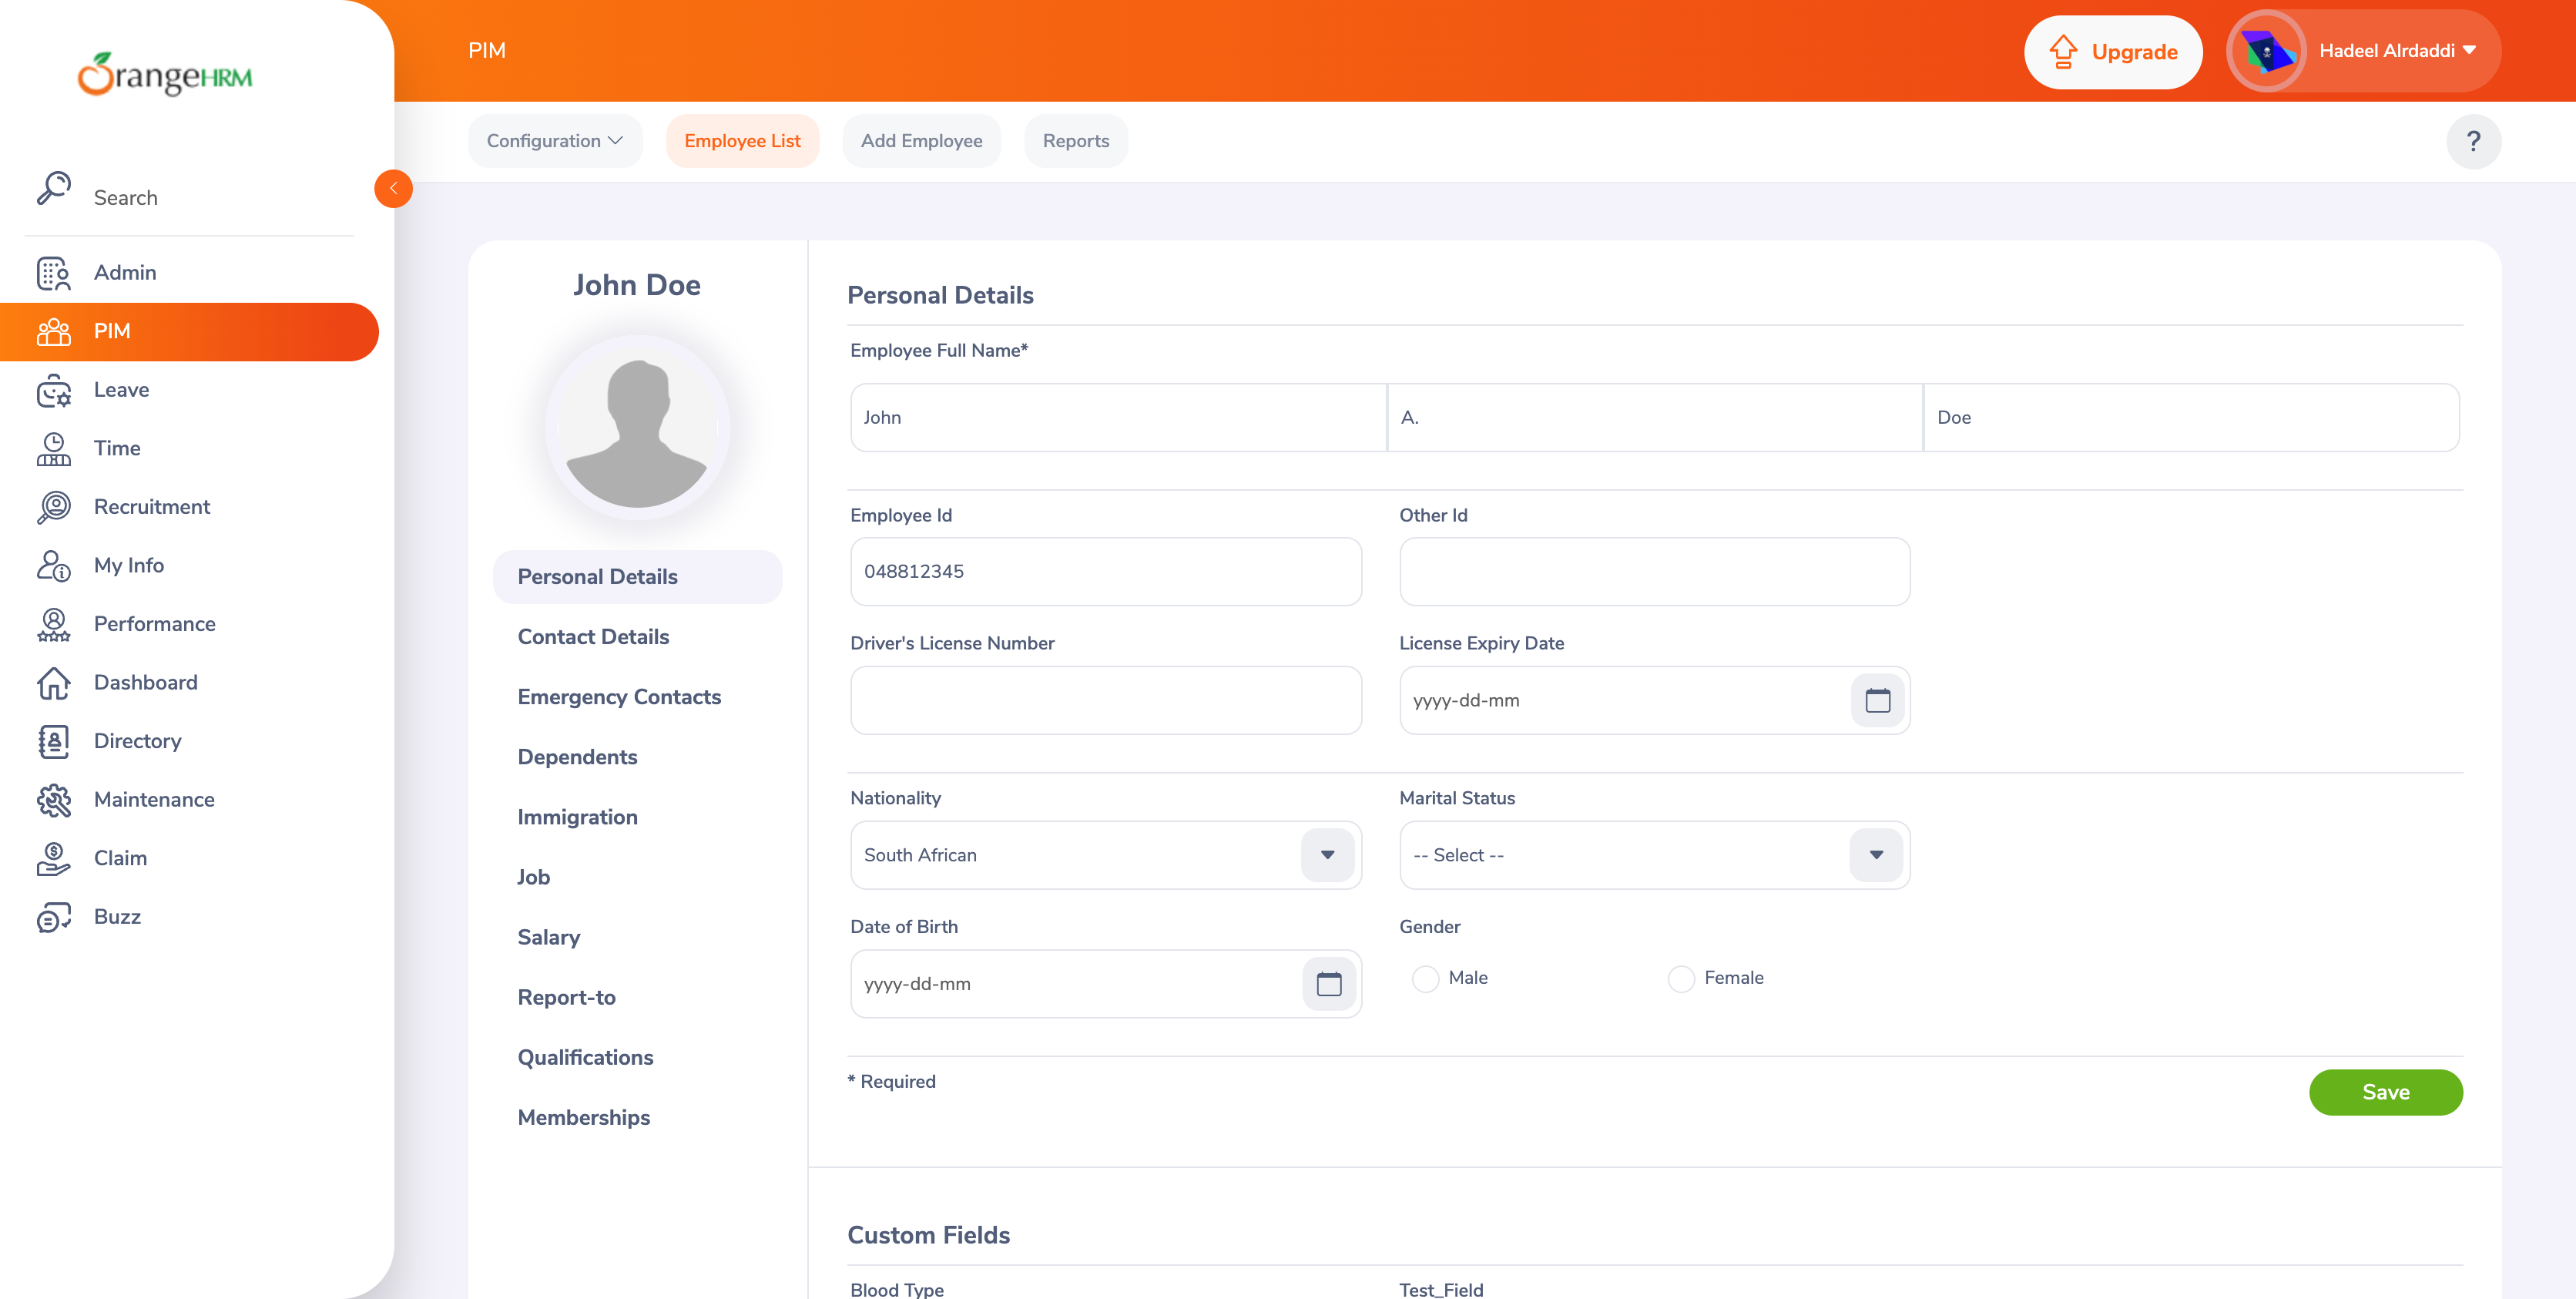 OrangeHRM
Search
Admin
PIM
Leave
Time
Recruitment
My Info
Performance
Dashboard
Directory
Maintenance
Claim
Buzz
PIM
Upgrade
Hadeel Alrdaddi
Configuration
Employee List
Add Employee
Reports
?
John Doe
Personal Details
Contact Details
Emergency Contacts
Dependents
Immigration
Job
Salary
Report-to
Qualifications
Memberships
Personal Details
Employee Full Name*
John A. Doe
Employee Id Other Id
048812345
Driver's License Number License Expiry Date
yyyy-dd-mm
Nationality Marital Status
South African -- Select --
Date of Birth Gender
yyyy-dd-mm Male Female
* Required
Save
Custom Fields
Blood Type Test_Field